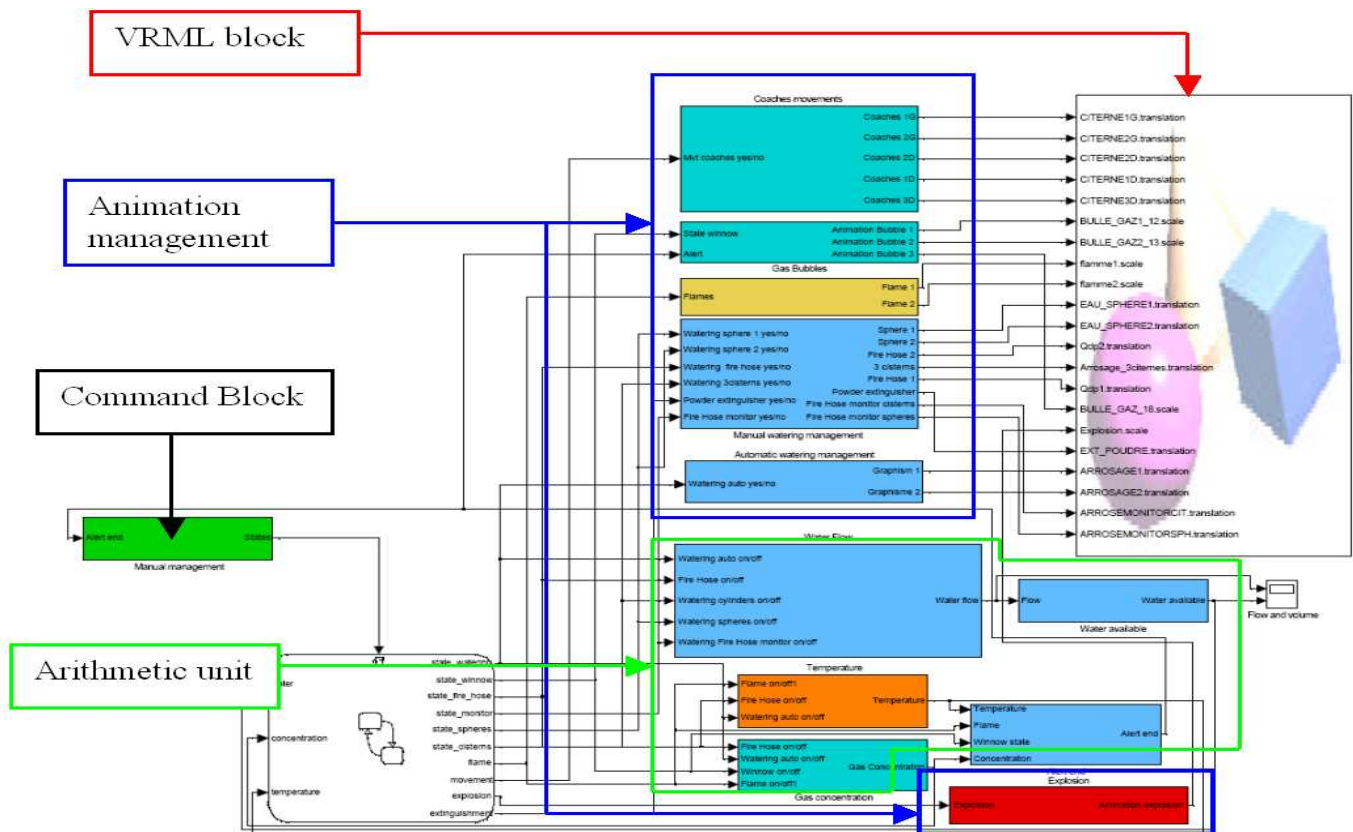 VRML block
Animation management
Command Block
Arithmetic unit
Coaches movements
Mvt coaches yes/no
Coaches 1G
Coaches 2G
Coaches 2D
Coaches 1D
Coaches 3D
State winnow
Alert
Animation Bubble 1
Animation Bubble 2
Animation Bubble 3
Gas Bubbles
Flames
Flame 1
Flame 2
Watering sphere 1 yes/no
Watering sphere 2 yes/no
Watering fire hose yes/no
Watering 3cisterns yes/no
Powder extinguisher yes/no
Fire Hose monitor yes/no
Sphere 1
Sphere 2
Fire Hose 2
3 cisterns
Fire Hose 1
Powder extinguisher
Fire Hose monitor cisterns
Fire Hose monitor spheres
Manual watering management
Automatic watering management
Watering auto yes/no
Graphism 1
Graphisme 2
CITERNE1G.translation
CITERNE2G.translation
CITERNE2D.translation
CITERNE1D.translation
CITERNE3D.translation
BULLE_GAZ1_12.scale
BULLE_GAZ2_13.scale
flamme1.scale
flamme2.scale
EAU_SPHERE1.translation
EAU_SPHERE2.translation
Qdp2.translation
Arrosage_3citernes.translation
Qdp1.translation
BULLE_GAZ_18.scale
Explosion.scale
EXT_POUDRE.translation
ARROSAGE1.translation
ARROSAGE2.translation
ARROSEMONITORCIT.translation
ARROSEMONITORSPH.translation
Alert end
States
Manual management
Water Flow
Watering auto on/off
Fire Hose on/off
Watering cylinders on/off
Watering spheres on/off
Watering Fire Hose monitor on/off
Water flow
Flow
Water available
Water available
Flow and volume
Temperature
Flame on/off1
Fire Hose on/off
Watering auto on/off
Temperature
Fire Hose on/off
Watering auto on/off
Winnow on/off
Flame on/off1
Gas Concentration
Gas concentration
Temperature
Flame
Winnow state
Concentration
Alert end
Explosion
Explosion
Animation explosion
concentration
temperature
state_watering
state_winnow
state_fire_hose
state_monitor
state_spheres
state_cisterns
flame
movement
explosion
extinguishment